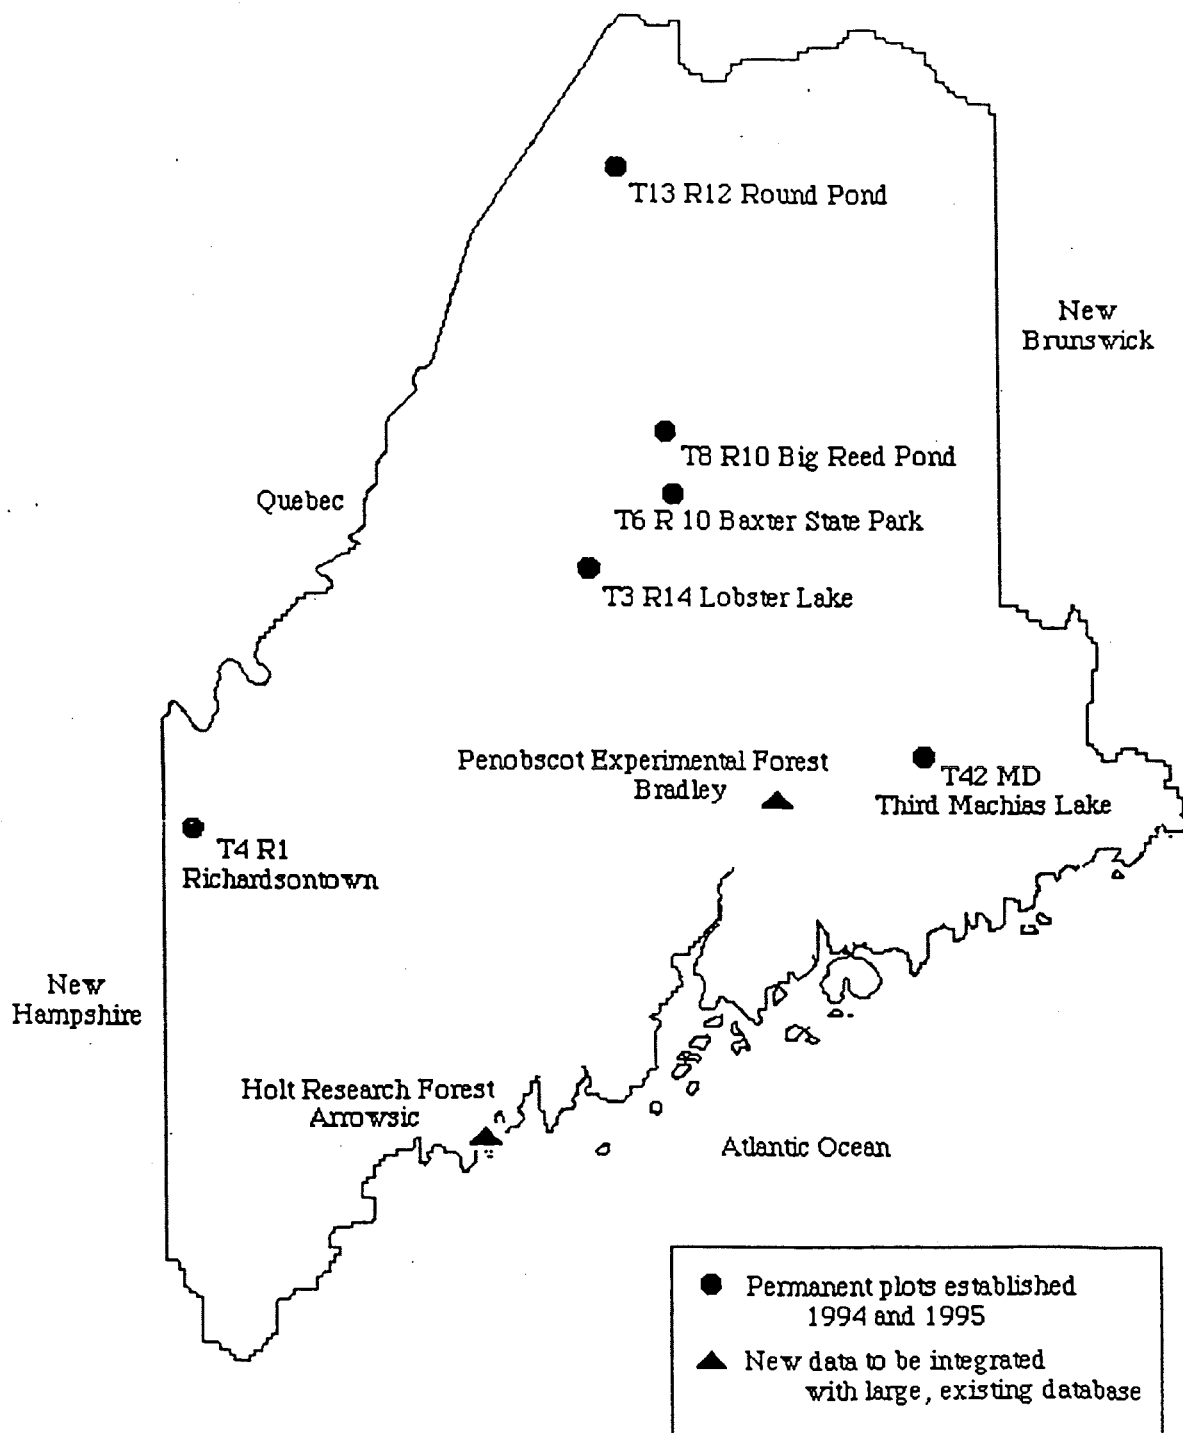 T13 R12 Round Pond
New
Brunswick
T8 R10 Big Reed Pond
Quebec
T6 R 10 Baxter State Park
T3 R14 Lobster Lake
Penobscot Experimental Forest
Bradley
T42 MD
Third Machias Lake
T4 R1
Richardsontown
New
Hampshire
Holt Research Forest
Arrowsic
Atlantic Ocean
Permanent plots established
1994 and 1995
New data to be integrated
with large, existing database